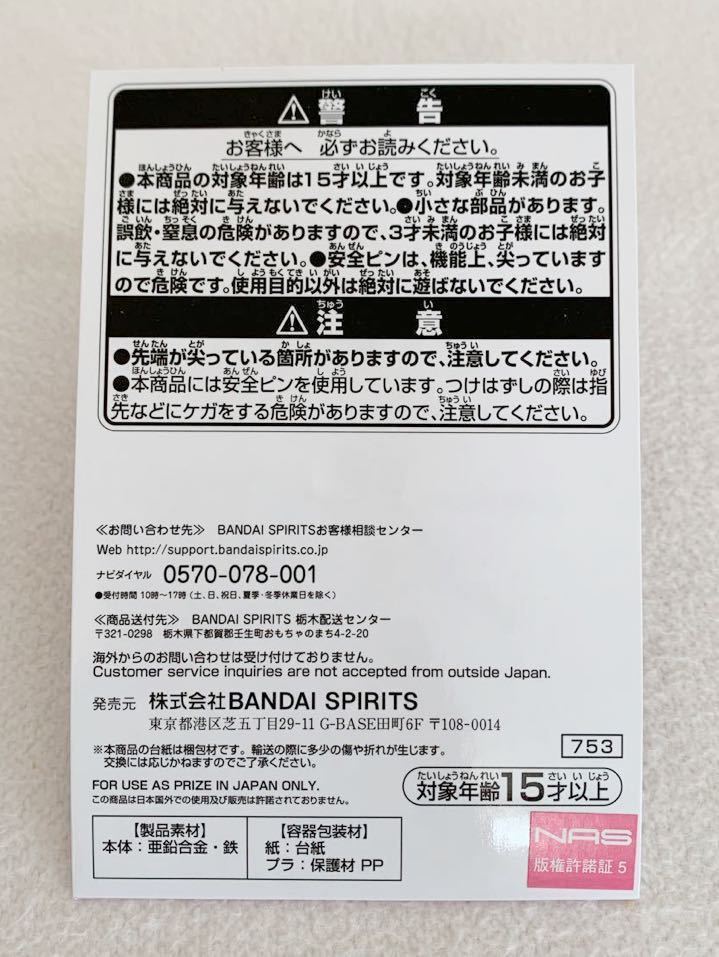 ⚠警告
お客様へ 必ずお読みください。
●本商品の対象年齢は15才以上です。対象年齢未満のお子
様には絶対に与えないでください。●小さな部品があります。
誤飲・窒息の危険がありますので、3才未満のお子様には絶対
に与えないでください。●安全ピンは、機能上、尖っています
ので危険です。使用目的以外は絶対に遊ばないでください。
⚠注意
●先端が尖っている箇所がありますので、注意してください。
●本商品には安全ピンを使用しています。つけはずしの際は指
先などにケガをする危険がありますので、注意してください。
≪お問い合わせ先≫ BANDAI SPIRITSお客様相談センター
Web http://support.bandaispirits.co.jp
ナビダイヤル 0570-078-001
●受付時間 10時～17時（土、日、祝日、夏季・冬季休業日を除く）
≪商品送付先≫ BANDAI SPIRITS 栃木配送センター
〒321-0298 栃木県下都賀郡壬生町おもちゃのまち4-2-20
海外からのお問い合わせは受け付けておりません。
Customer service inquiries are not accepted from outside Japan.
発売元 株式会社BANDAI SPIRITS
東京都港区芝五丁目29-11 G-BASE田町6F 〒108-0014
※本商品の台紙は梱包材です。輸送の際に多少の傷や折れが生じます。
交換には応じかねますのでご了承ください。
753
FOR USE AS PRIZE IN JAPAN ONLY.
この商品は日本国外での使用及び販売は許諾されておりません。
対象年齢15才以上
【製品素材】
本体：亜鉛合金・鉄
【容器包装材】
紙：台紙
プラ：保護材 PP
NAS
版権許諾証 5